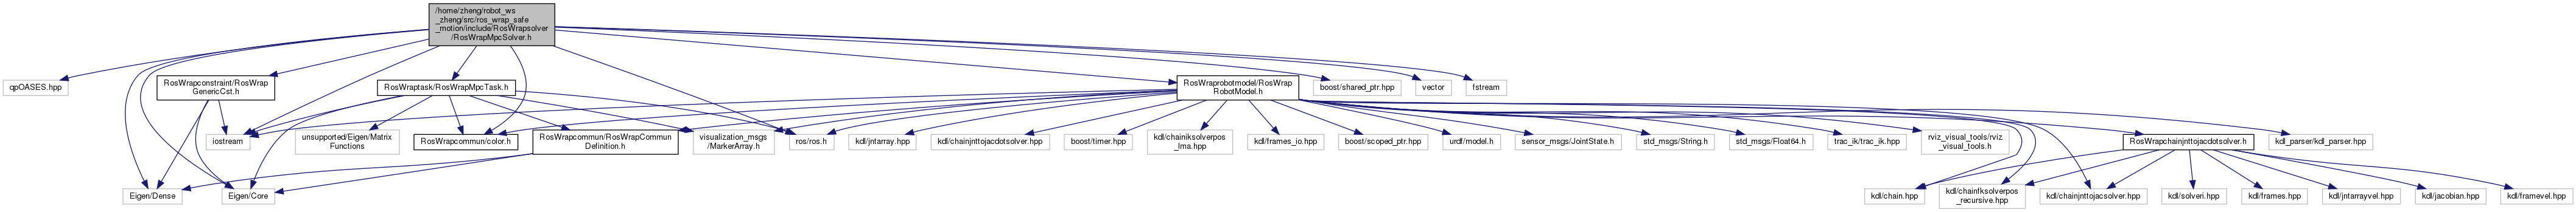 /home/zheng/robot_ws
_zheng/src/ros_wrap_safe
_motion/include/RosWrapsolver
/RosWrapMpcSolver.h
qpOASES.hpp
RosWrapconstraint/RosWrap
GenericCst.h
RosWraptask/RosWrapMpcTask.h
RosWraprobotmodel/RosWrap
RobotModel.h
boost/shared_ptr.hpp
vector
fstream
iostream
unsupported/Eigen/Matrix
Functions
RosWrapcommun/color.h
RosWrapcommun/RosWrapCommun
Definition.h
visualization_msgs
/MarkerArray.h
ros/ros.h
kdl/jntarray.hpp
kdl/chainjnttojacdotsolver.hpp
boost/timer.hpp
kdl/chainiksolverpos
_lma.hpp
kdl/frames_io.hpp
boost/scoped_ptr.hpp
urdf/model.h
sensor_msgs/JointState.h
std_msgs/String.h
std_msgs/Float64.h
trac_ik/trac_ik.hpp
rviz_visual_tools/rviz
_visual_tools.h
RosWrapchainjnttojacdotsolver.h
kdl_parser/kdl_parser.hpp
Eigen/Dense
Eigen/Core
kdl/chain.hpp
kdl/chainfksolverpos
_recursive.hpp
kdl/chainjnttojacsolver.hpp
kdl/solveri.hpp
kdl/frames.hpp
kdl/jntarrayvel.hpp
kdl/jacobian.hpp
kdl/framevel.hpp